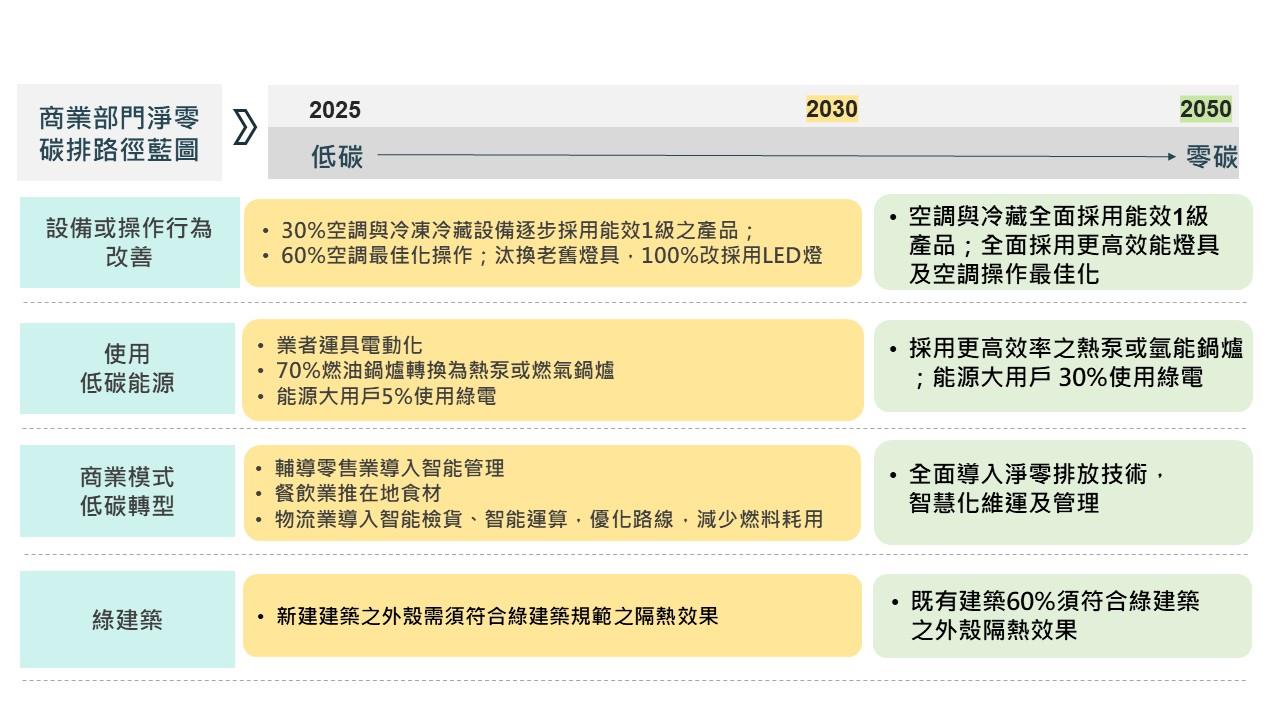 商業部門淨零
碳排路徑藍圖
2025
2030
2050
低碳
零碳
設備或操作行為
改善
• 30%空調與冷凍冷藏設備逐步採用能效1級之產品；
• 60%空調最佳化操作；汰換老舊燈具，100%改採用LED燈
• 空調與冷藏全面採用能效1級
產品；全面採用更高效能燈具
及空調操作最佳化
使用
低碳能源
• 業者運具電動化
• 70%燃油鍋爐轉換為熱泵或燃氣鍋爐
• 能源大用戶5%使用綠電
• 採用更高效率之熱泵或氫能鍋爐
；能源大用戶 30%使用綠電
商業模式
低碳轉型
• 輔導零售業導入智能管理
• 餐飲業推在地食材
• 物流業導入智能檢貨、智能運算，優化路線，減少燃料耗用
• 全面導入淨零排放技術，
智慧化維運及管理
綠建築
• 新建建築之外殼需須符合綠建築規範之隔熱效果
• 既有建築60%須符合綠建築
之外殼隔熱效果